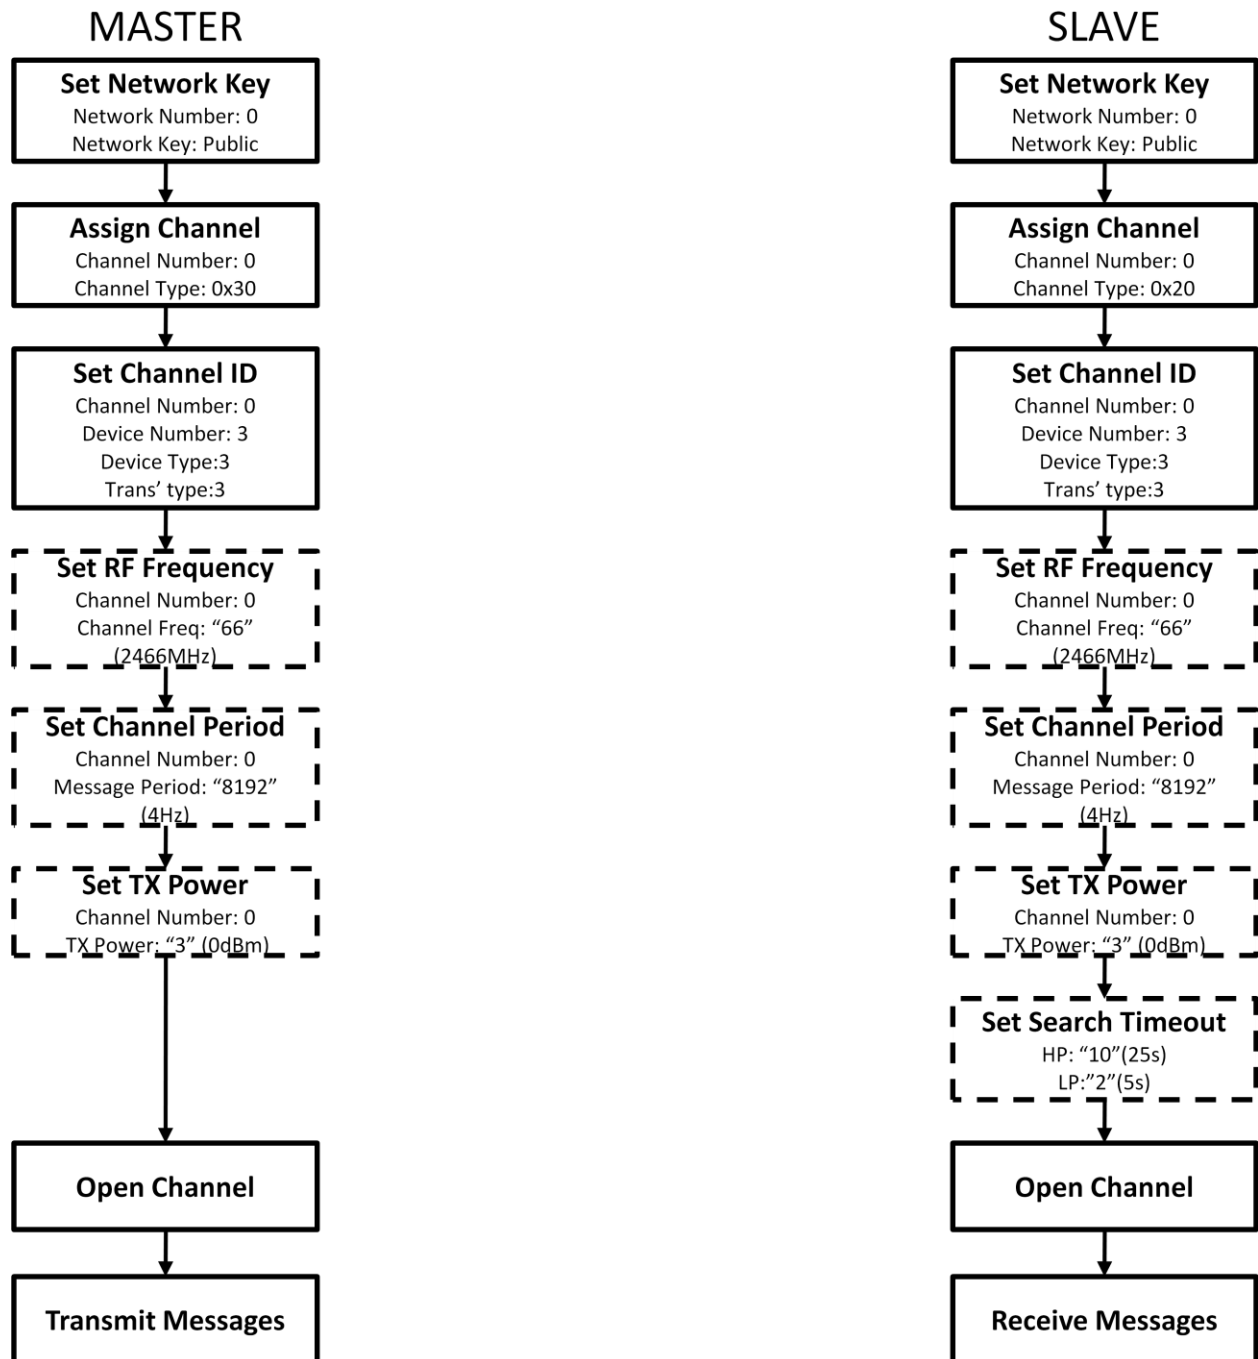 MASTER
Set Network Key
Network Number: 0
Network Key: Public
Assign Channel
Channel Number: 0
Channel Type: 0x30
Set Channel ID
Channel Number: 0
Device Number: 3
Device Type:3
Trans’ type:3
Set RF Frequency
Channel Number: 0
Channel Freq: “66”
(2466MHz)
Set Channel Period
Channel Number: 0
Message Period: “8192”
(4Hz)
Set TX Power
Channel Number: 0
TX Power: “3” (0dBm)
Open Channel
Transmit Messages
SLAVE
Set Network Key
Network Number: 0
Network Key: Public
Assign Channel
Channel Number: 0
Channel Type: 0x20
Set Channel ID
Channel Number: 0
Device Number: 3
Device Type:3
Trans’ type:3
Set RF Frequency
Channel Number: 0
Channel Freq: “66”
(2466MHz)
Set Channel Period
Channel Number: 0
Message Period: “8192”
(4Hz)
Set TX Power
Channel Number: 0
TX Power: “3” (0dBm)
Set Search Timeout
HP: “10”(25s)
LP:”2”(5s)
Open Channel
Receive Messages